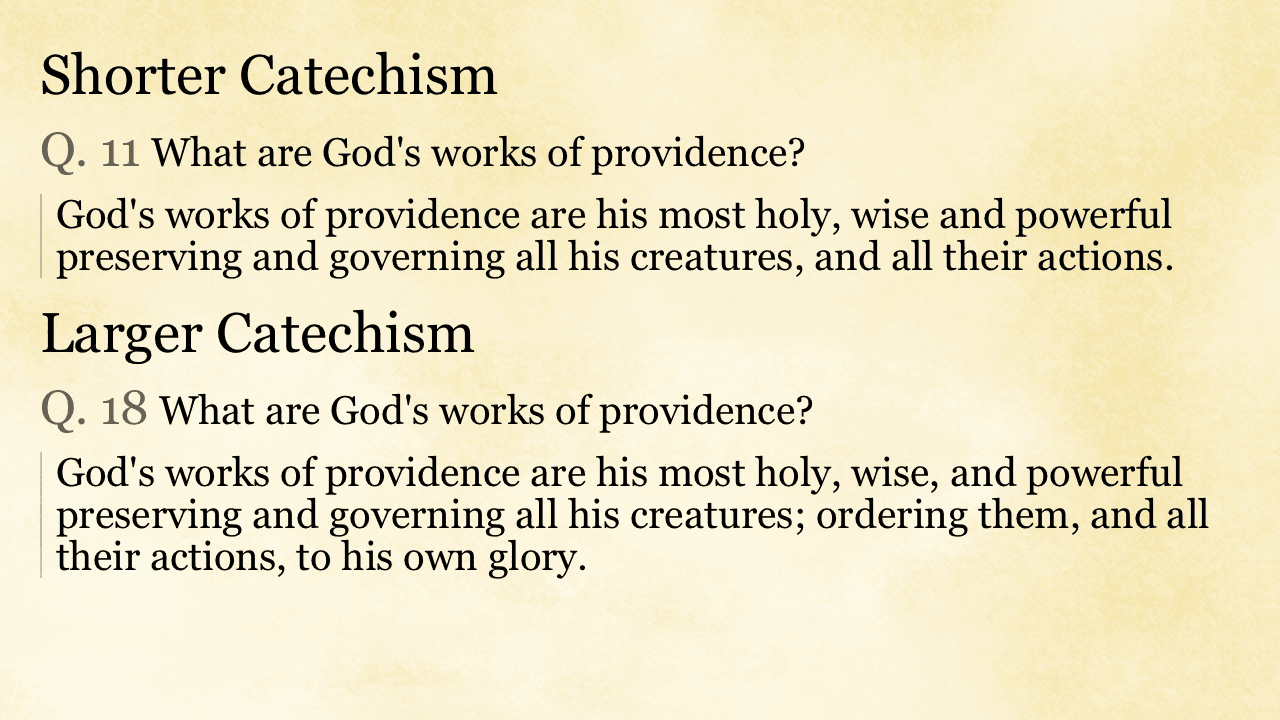 Shorter Catechism
Q. 11 What are God's works of providence?
God's works of providence are his most holy, wise and powerful
preserving and governing all his creatures, and all their actions.
Larger Catechism
Q. 18 What are God's works of providence?
God's works of providence are his most holy, wise, and powerful
preserving and governing all his creatures; ordering them, and all
their actions, to his own glory.